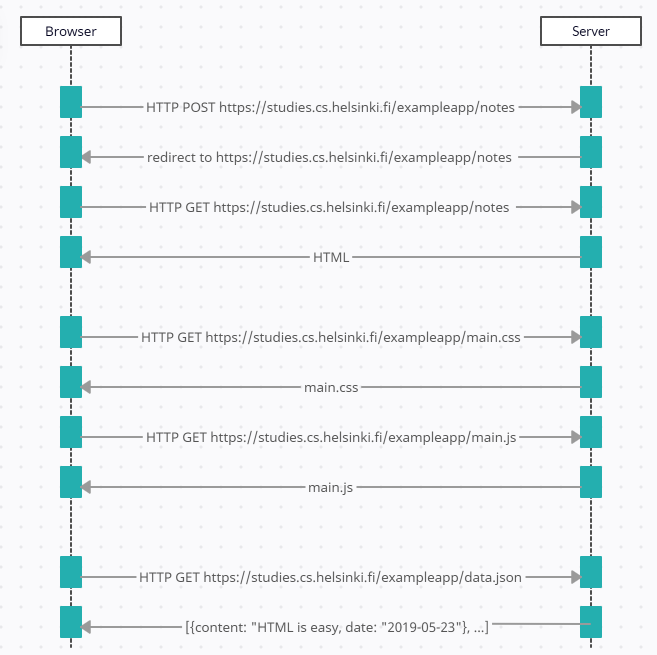 Browser
Server
HTTP POST https://studies.cs.helsinki.fi/exampleapp/notes
redirect to https://studies.cs.helsinki.fi/exampleapp/notes
HTTP GET https://studies.cs.helsinki.fi/exampleapp/notes
HTML
HTTP GET https://studies.cs.helsinki.fi/exampleapp/main.css
main.css
HTTP GET https://studies.cs.helsinki.fi/exampleapp/main.js
main.js
HTTP GET https://studies.cs.helsinki.fi/exampleapp/data.json
[{content: "HTML is easy, date: "2019-05-23"}, ...]